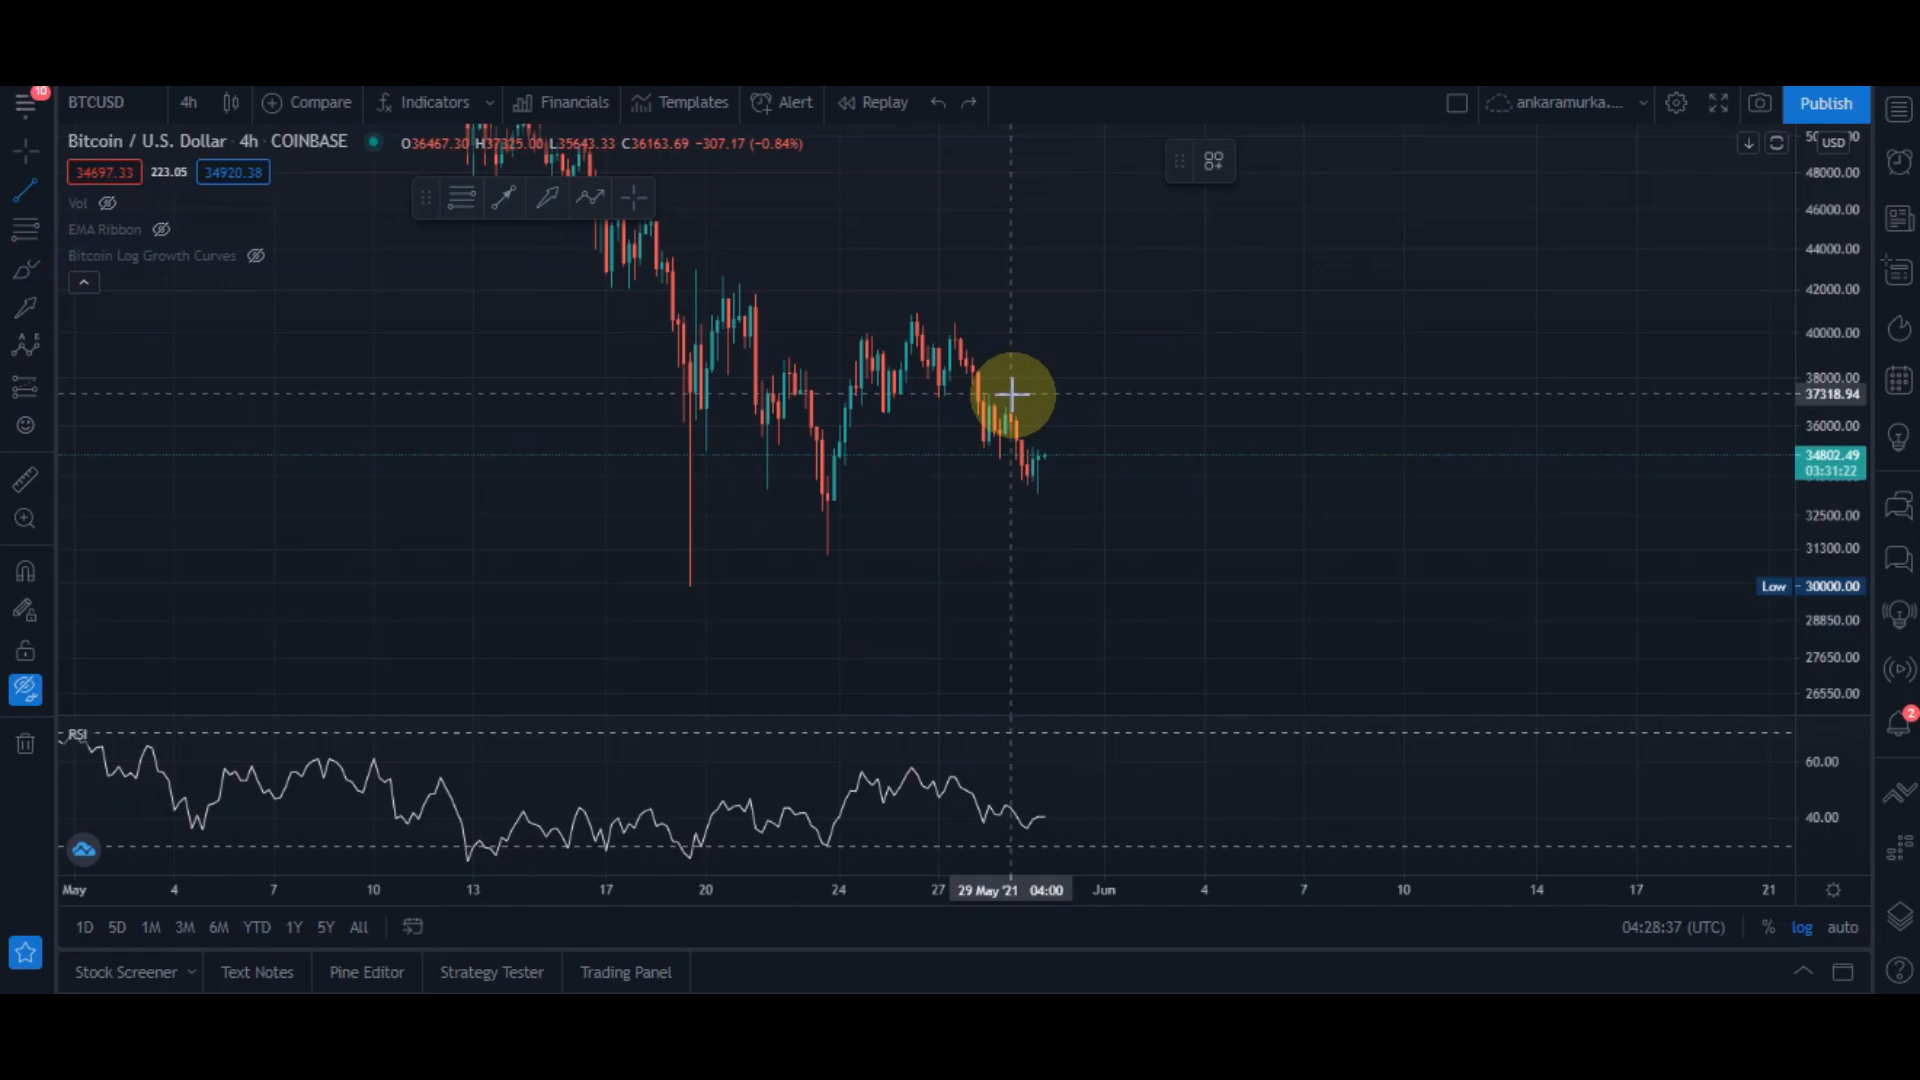 10
BTCUSD 4h Compare Indicators Financials Templates Alert Replay ankaramurka.... Publish
Bitcoin / U.S. Dollar · 4h · COINBASE O36467.30 H37325.00 L35643.33 C36163.69 −307.17 (−0.84%)
34697.33 223.05 34920.38
Vol
EMA Ribbon
Bitcoin Log Growth Curves
USD
48000.00
46000.00
44000.00
42000.00
40000.00
38000.00
37318.94
36000.00
34802.49
03:31:22
32500.00
31300.00
Low 30000.00
28850.00
27650.00
26550.00
2
RSI
60.00
40.00
May 4 7 10 13 17 20 24 27 29 May '21 04:00 Jun 4 7 10 14 17 21
1D 5D 1M 3M 6M YTD 1Y 5Y All 04:28:37 (UTC) % log auto
Stock Screener Text Notes Pine Editor Strategy Tester Trading Panel